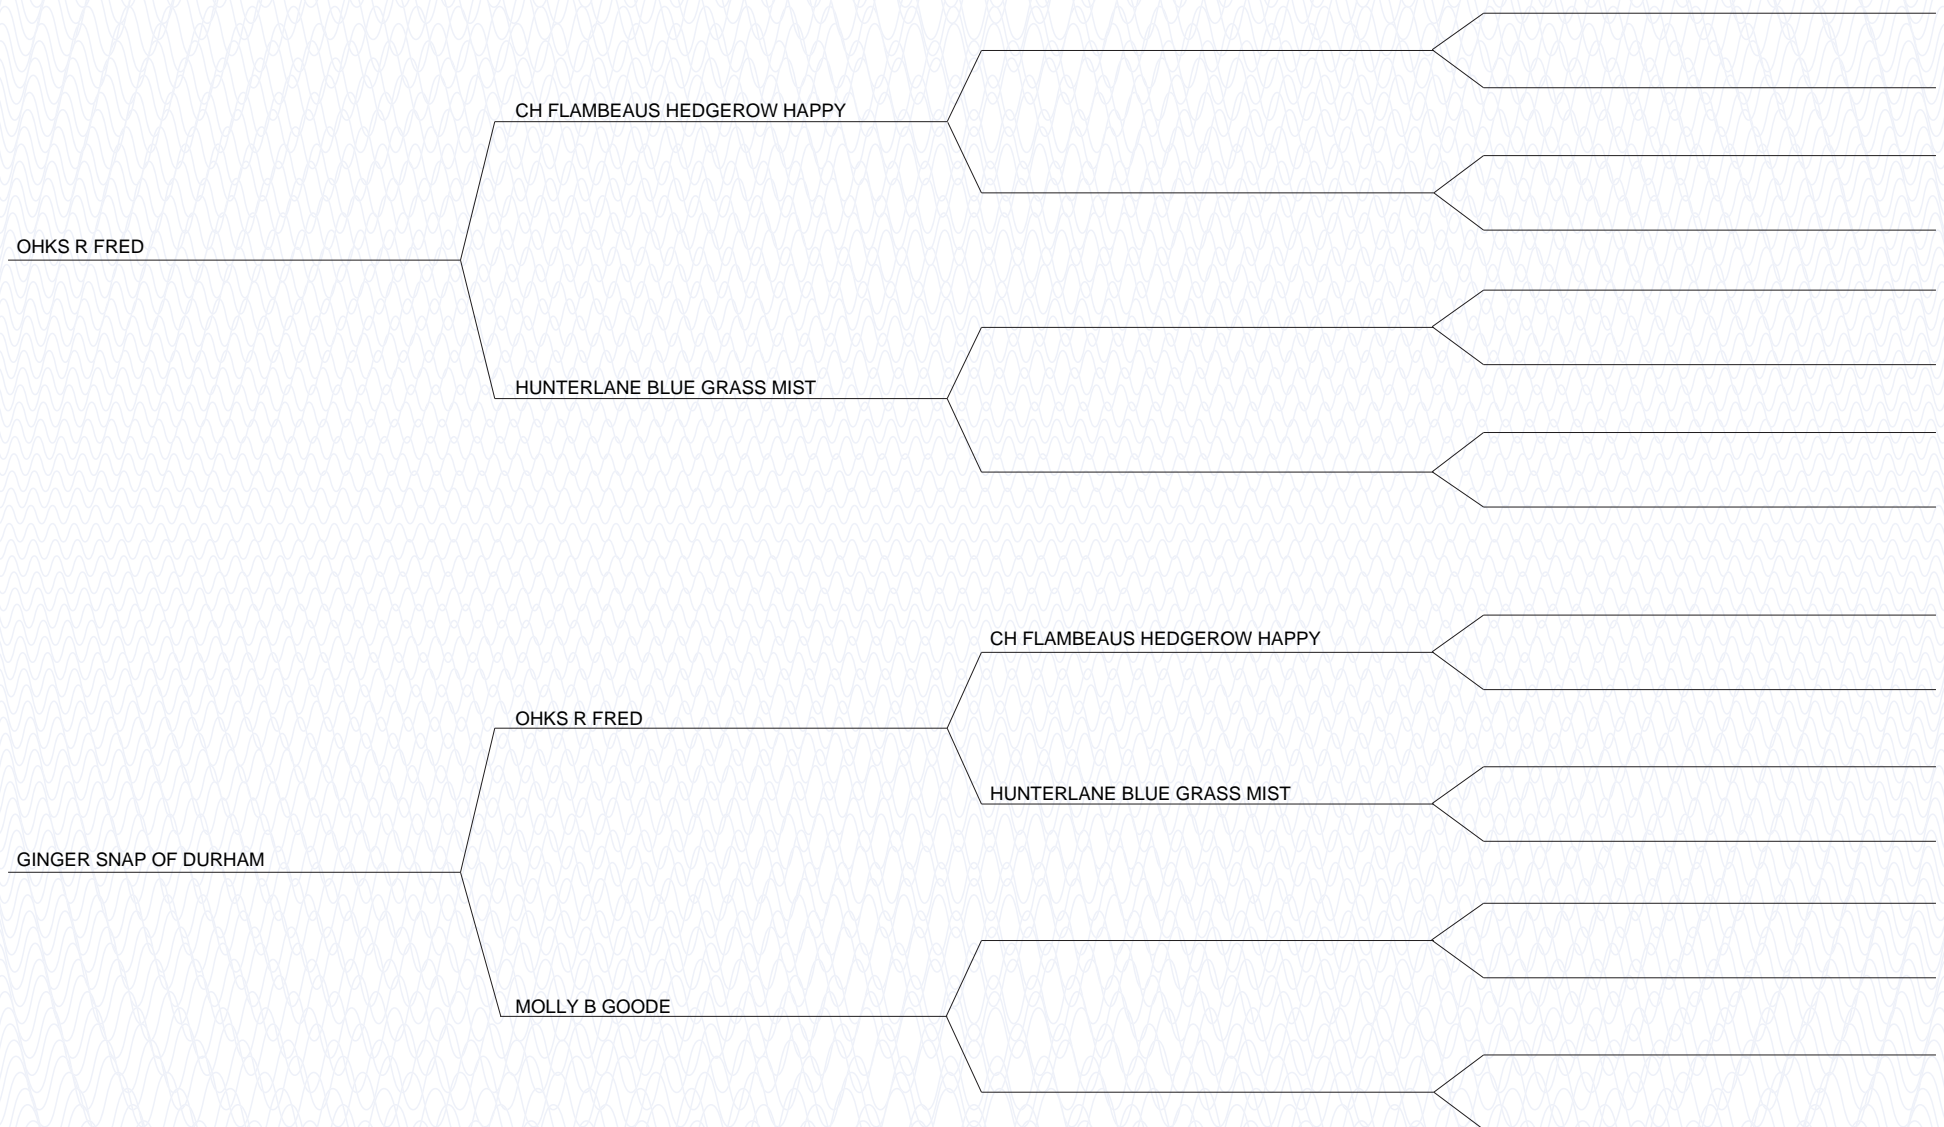 CH FLAMBEAUS HEDGEROW HAPPY
OHKS R FRED
HUNTERLANE BLUE GRASS MIST
CH FLAMBEAUS HEDGEROW HAPPY
OHKS R FRED
HUNTERLANE BLUE GRASS MIST
GINGER SNAP OF DURHAM
MOLLY B GOODE